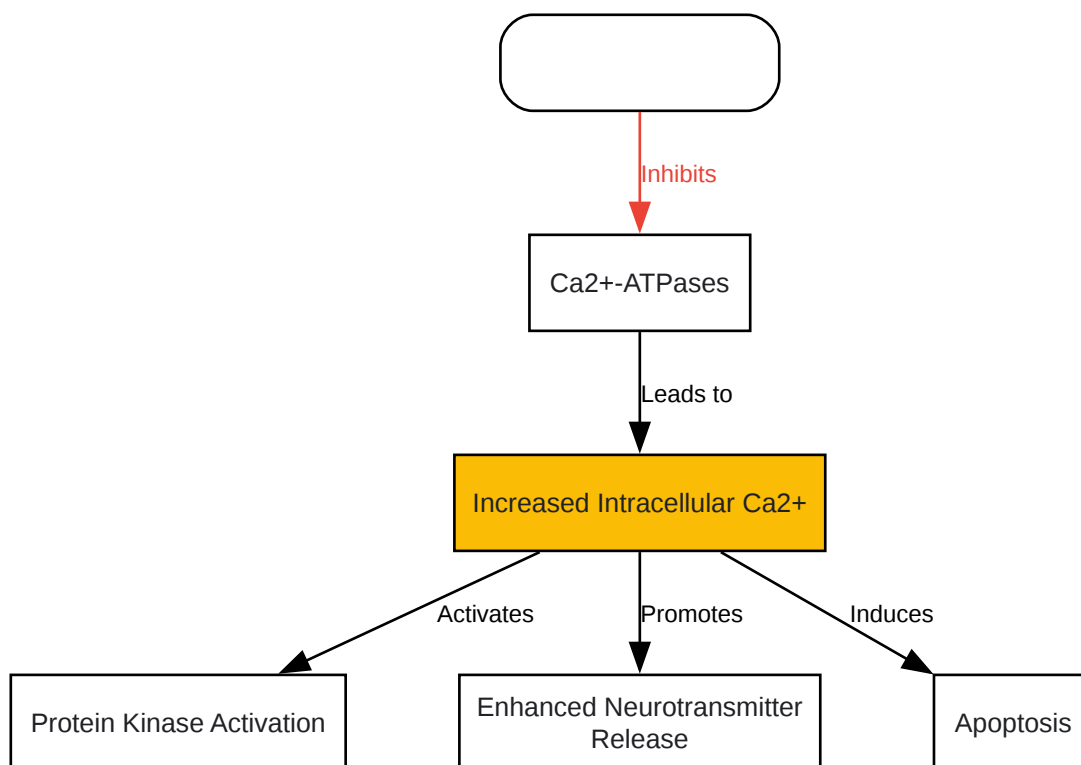 Inhibits
Ca2+-ATPases
Leads to
Increased Intracellular Ca2+
Activates
Promotes
Induces
Protein Kinase Activation
Enhanced Neurotransmitter
Release
Apoptosis